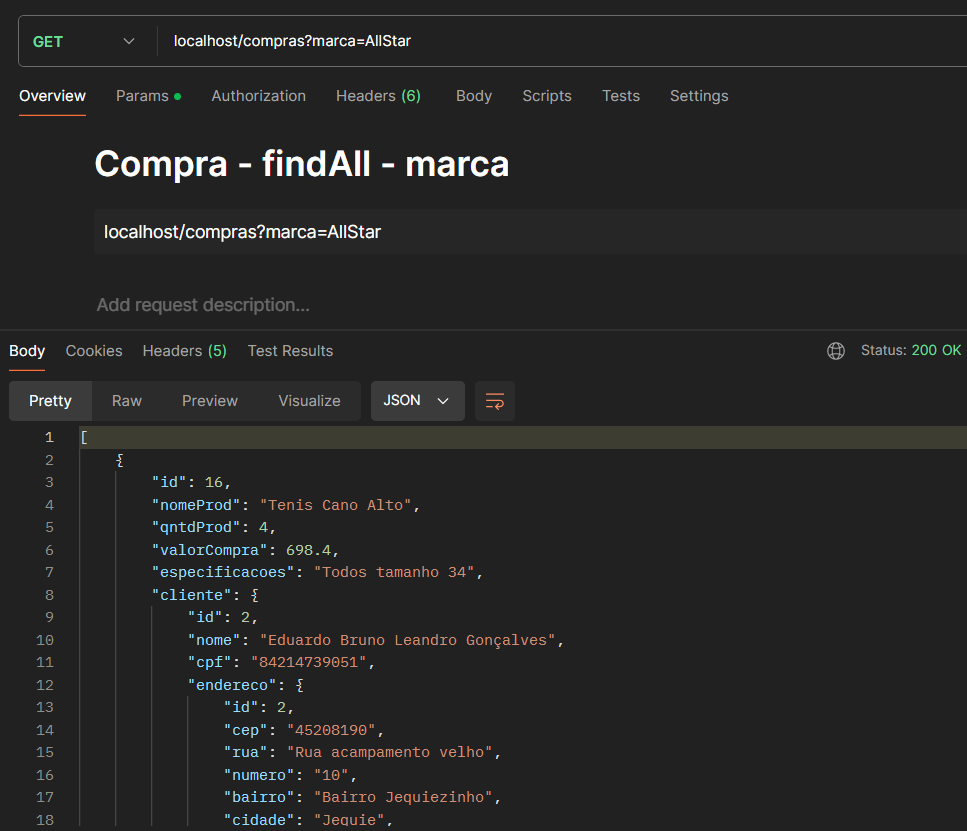 GET localhost/compras?marca=AllStar
Overview Params Authorization Headers (6) Body Scripts Tests Settings
Compra - findAll - marca
localhost/compras?marca=AllStar
Add request description...
Body Cookies Headers (5) Test Results Status: 200 OK
Pretty Raw Preview Visualize JSON
1 [
2 {
3 "id": 16,
4 "nomeProd": "Tenis Cano Alto",
5 "qntdProd": 4,
6 "valorCompra": 698.4,
7 "especificacoes": "Todos tamanho 34",
8 "cliente": {
9 "id": 2,
10 "nome": "Eduardo Bruno Leandro Gonçalves",
11 "cpf": "84214739051",
12 "endereco": {
13 "id": 2,
14 "cep": "45208190",
15 "rua": "Rua acampamento velho",
16 "numero": "10",
17 "bairro": "Bairro Jequiezinho",
18 "cidade": "Jequie",